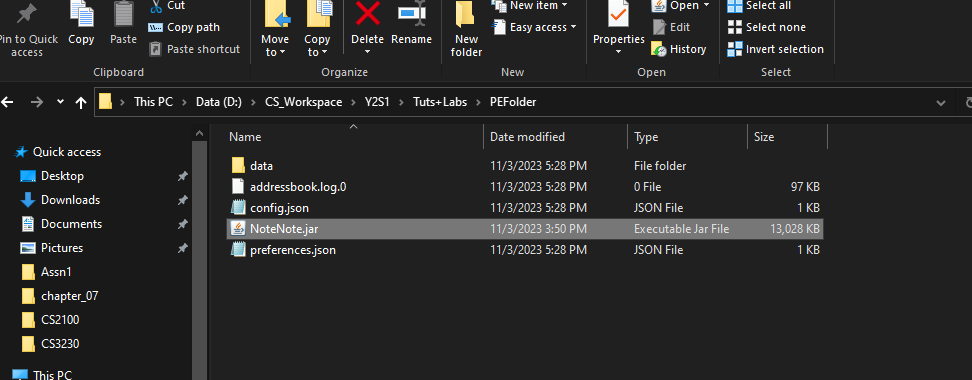 Pin to Quick access
Copy
Paste
Cut
Copy path
Paste shortcut
Clipboard
Move to
Copy to
Delete
Rename
Organize
New folder
New item
Easy access
New
Properties
Open
Edit
History
Open
Select all
Select none
Invert selection
Select
This PC > Data (D:) > CS_Workspace > Y2S1 > Tuts+Labs > PEFolder
Quick access
Desktop
Downloads
Documents
Pictures
Assn1
chapter_07
CS2100
CS3230
This PC
Name Date modified Type Size
data 11/3/2023 5:28 PM File folder
addressbook.log.0 11/3/2023 5:28 PM 0 File 97 KB
config.json 11/3/2023 5:28 PM JSON File 1 KB
NoteNote.jar 11/3/2023 3:50 PM Executable Jar File 13,028 KB
preferences.json 11/3/2023 5:28 PM JSON File 1 KB